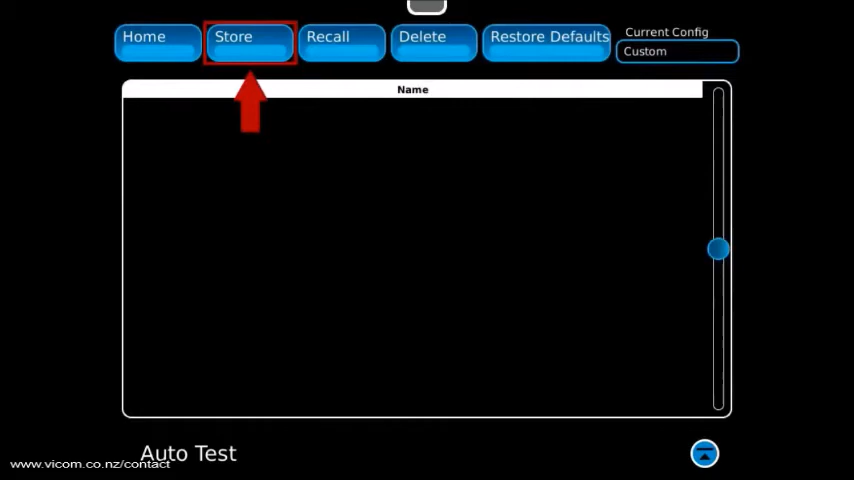 Home
Store
Recall
Delete
Restore Defaults
Current Config
Custom
Name
Auto Test
www.vicom.co.nz/contact